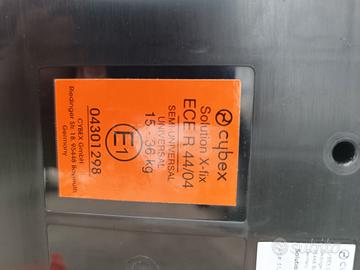 cybex
Solution X-fix
ECE R 44/04
SEMI-UNIVERSAL
UNIVERSAL
15 - 36 kg
E1
04301298
CYBEX GmbH
Riedinger Str. 18, 95448 Bayreuth
Germany